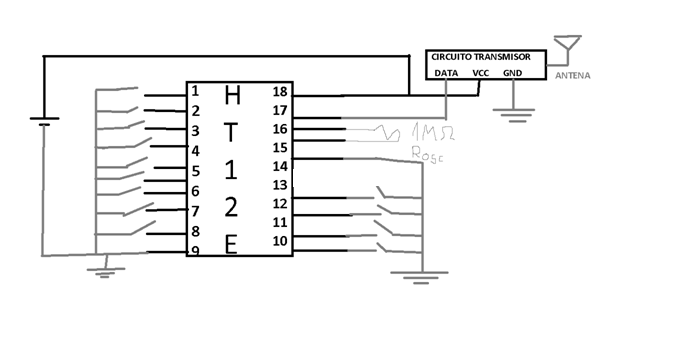 CIRCUITO TRANSMISOR
DATA VCC GND
ANTENA
1 H 18
2 17
3 T 16 1MΩ
4 15 Rosc
5 1 14
6 13
7 2 12
8 11
9 E 10